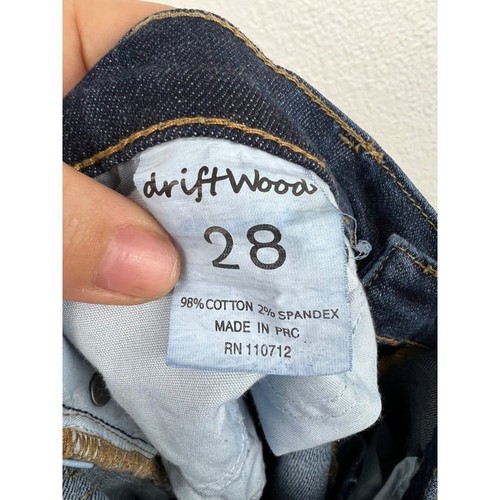 driftwood
28
98% COTTON 2% SPANDEX
MADE IN PRC
RN 110712